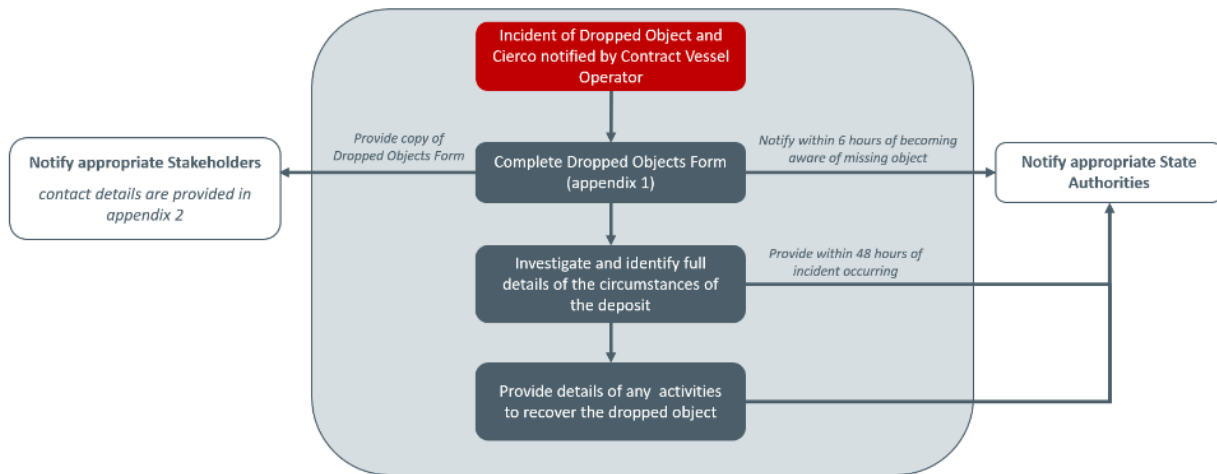 Incident of Dropped Object and
Cierco notified by Contract Vessel
Operator
Provide copy of
Dropped Objects Form
Notify within 6 hours of becoming
aware of missing object
Notify appropriate Stakeholders
contact details are provided in
appendix 2
Complete Dropped Objects Form
(appendix 1)
Notify appropriate State
Authorities
Investigate and identify full
details of the circumstances of
the deposit
Provide within 48 hours of
incident occurring
Provide details of any activities
to recover the dropped object